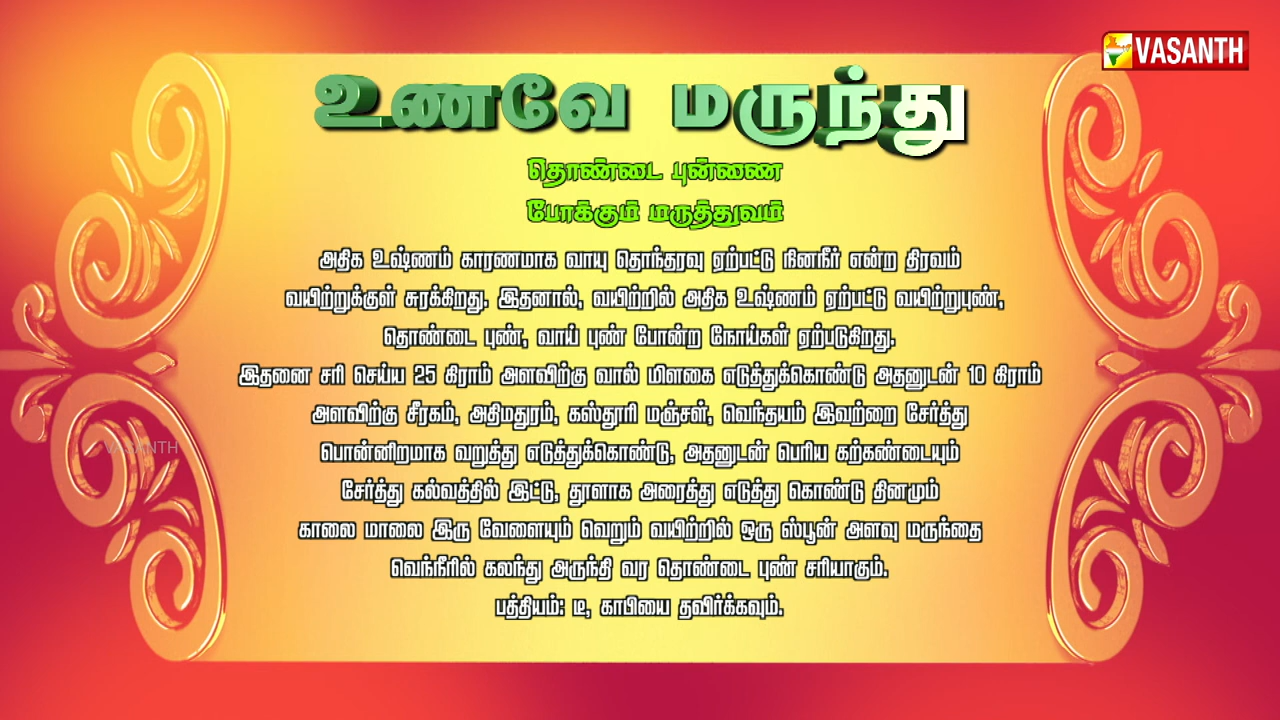 VASANTH
உணவே மருந்து
தொண்டை புன்ணை
போக்கும் மருத்துவம்
அதிக உஷ்ணம் காரணமாக வாயு தொந்தரவு ஏற்பட்டு நிணநீர் என்ற திரவம்
வயிற்றுக்குள் சுரக்கிறது. இதனால், வயிற்றில் அதிக உஷ்ணம் ஏற்பட்டு வயிற்றுபுண்,
தொண்டை புண், வாய் புண் போன்ற நோய்கள் ஏற்படுகிறது.
இதனை சரி செய்ய 25 கிராம் அளவிற்கு வால் மிளகை எடுத்துக்கொண்டு அதனுடன் 10 கிராம்
அளவிற்கு சீரகம், அதிமதுரம், கஸ்தூரி மஞ்சள், வெந்தயம் இவற்றை சேர்த்து
பொன்னிறமாக வறுத்து எடுத்துக்கொண்டு, அதனுடன் பெரிய கற்கண்டையும்
சேர்த்து கல்வத்தில் இட்டு, தூளாக அரைத்து எடுத்து கொண்டு தினமும்
காலை மாலை இரு வேளையும் வெறும் வயிற்றில் ஒரு ஸ்பூன் அளவு மருந்தை
வெந்நீரில் கலந்து அருந்தி வர தொண்டை புண் சரியாகும்.
பத்தியம்: டீ, காபியை தவிர்க்கவும்.
VASANTH